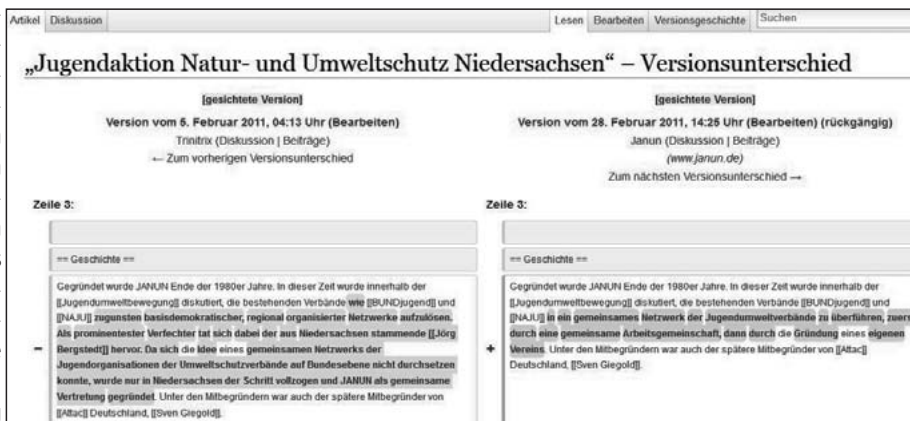 Artikel Diskussion Lesen Bearbeiten Versionsgeschichte Suchen
„Jugendaktion Natur- und Umweltschutz Niedersachsen“ – Versionsunterschied
[gesichtete Version]
Version vom 5. Februar 2011, 04:13 Uhr (Bearbeiten)
Trinitrix (Diskussion | Beiträge)
← Zum vorherigen Versionsunterschied
[gesichtete Version]
Version vom 28. Februar 2011, 14:25 Uhr (Bearbeiten) (rückgängig)
Janun (Diskussion | Beiträge)
(www.janun.de)
Zum nächsten Versionsunterschied →
Zeile 3:
== Geschichte ==
Gegründet wurde JANUN Ende der 1980er Jahre. In dieser Zeit wurde innerhalb der
[[Jugendumweltbewegung]] diskutiert, die bestehenden Verbände wie [[BUNDjugend]] und
[[NAJU]] zugunsten basisdemokratischer, regional organisierter Netzwerke aufzulösen.
Als prominentester Verfechter tat sich dabei der aus Niedersachsen stammende [[Jörg
Bergstedt]] hervor. Da sich die Idee eines gemeinsamen Netzwerks der
– Jugendorganisationen der Umweltschutzverbände auf Bundesebene nicht durchsetzen
konnte, wurde nur in Niedersachsen der Schritt vollzogen und JANUN als gemeinsame
Vertretung gegründet. Unter den Mitbegründern war auch der spätere Mitbegründer von
[[Attac]] Deutschland, [[Sven Giegold]].
Zeile 3:
== Geschichte ==
Gegründet wurde JANUN Ende der 1980er Jahre. In dieser Zeit wurde innerhalb der
[[Jugendumweltbewegung]] diskutiert, die bestehenden Verbände [[BUNDjugend]] und
[[NAJU]] in ein gemeinsames Netzwerk der Jugendumweltverbände zu überführen, zuers
durch eine gemeinsame Arbeitsgemeinschaft, dann durch die Gründung eines eigenen
+ Vereins. Unter den Mitbegründern war auch der spätere Mitbegründer von [[Attac]]
Deutschland, [[Sven Giegold]].